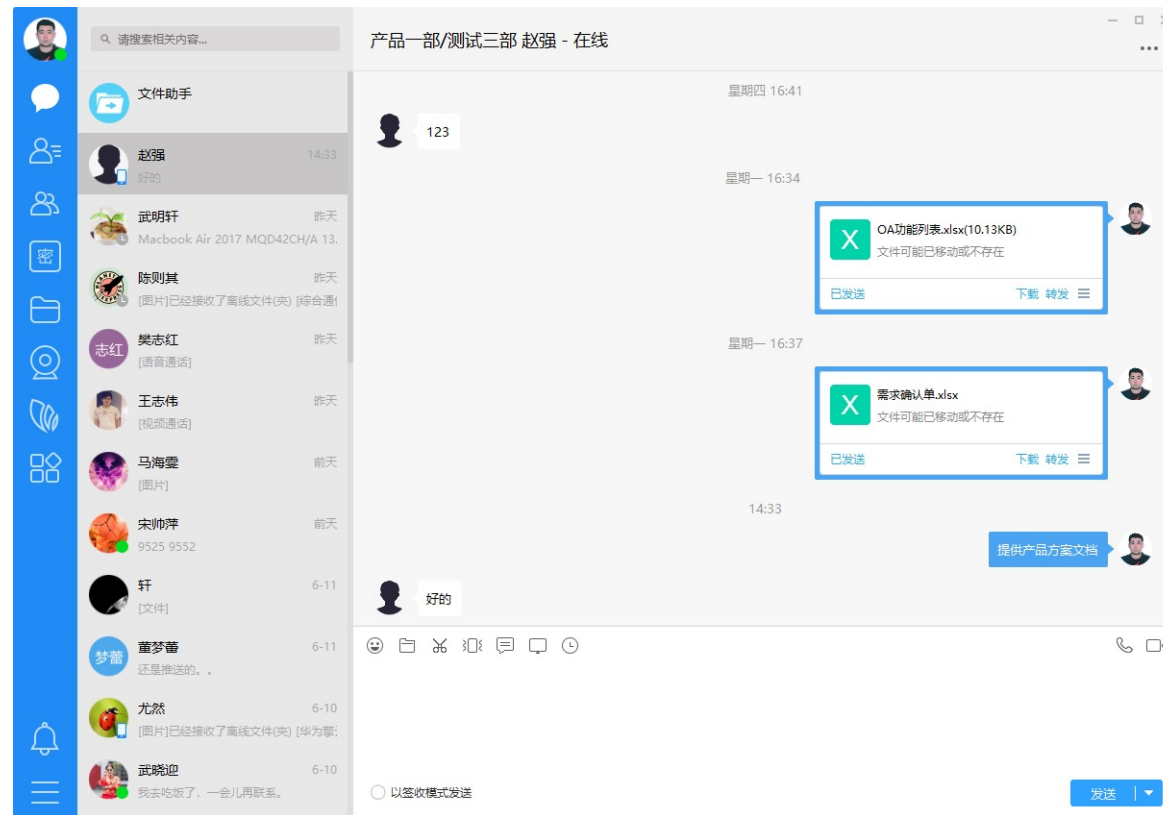 请搜索相关内容...
文件助手
赵强 14:33
好的
武明轩 昨天
Macbook Air 2017 MQD42CH/A 13.
陈则其 昨天
[图片]已经接收了离线文件(夹) [综合通
志红
樊志红 昨天
[语音通话]
王志伟 昨天
[视频通话]
马海雯 前天
[图片]
宋帅萍 前天
9525 9552
轩 6-11
[文件]
梦蕾
董梦蕾 6-11
还是推送的。。
尤然 6-10
[图片]已经接收了离线文件(夹) [华为擎
武晓迎 6-10
我去吃饭了，一会儿再联系。
密
产品一部/测试三部 赵强 - 在线
星期四 16:41
123
星期一 16:34
X
OA功能列表.xlsx(10.13KB)
文件可能已移动或不存在
已发送 下载 转发
星期一 16:37
X
需求确认单.xlsx
文件可能已移动或不存在
已发送 下载 转发
14:33
提供产品方案文档
好的
以签收模式发送
发送